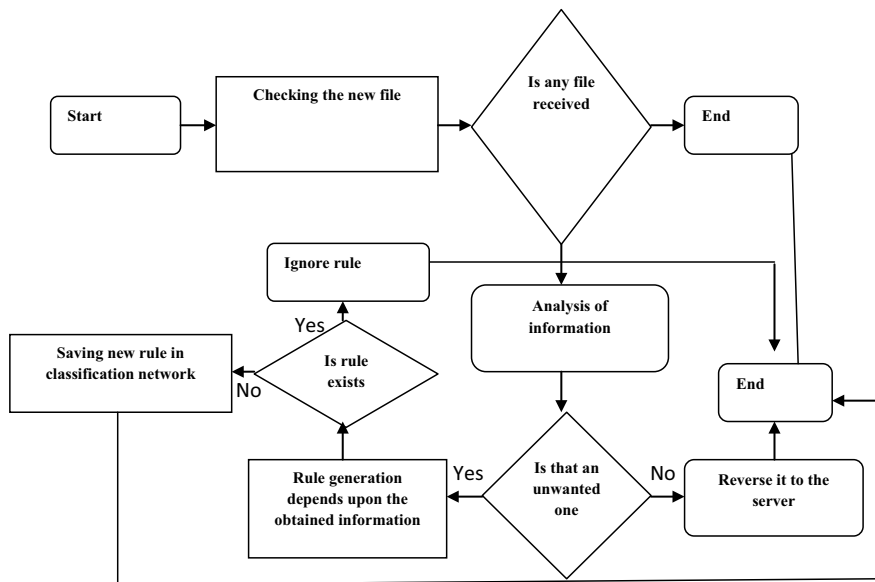 Start
Checking the new file
Is any file
received
End
Ignore rule
Analysis of
information
Yes
Saving new rule in
classification network
No
Is rule
exists
End
Rule generation
depends upon the
obtained information
Yes
Is that an
unwanted
one
No
Reverse it to the
server